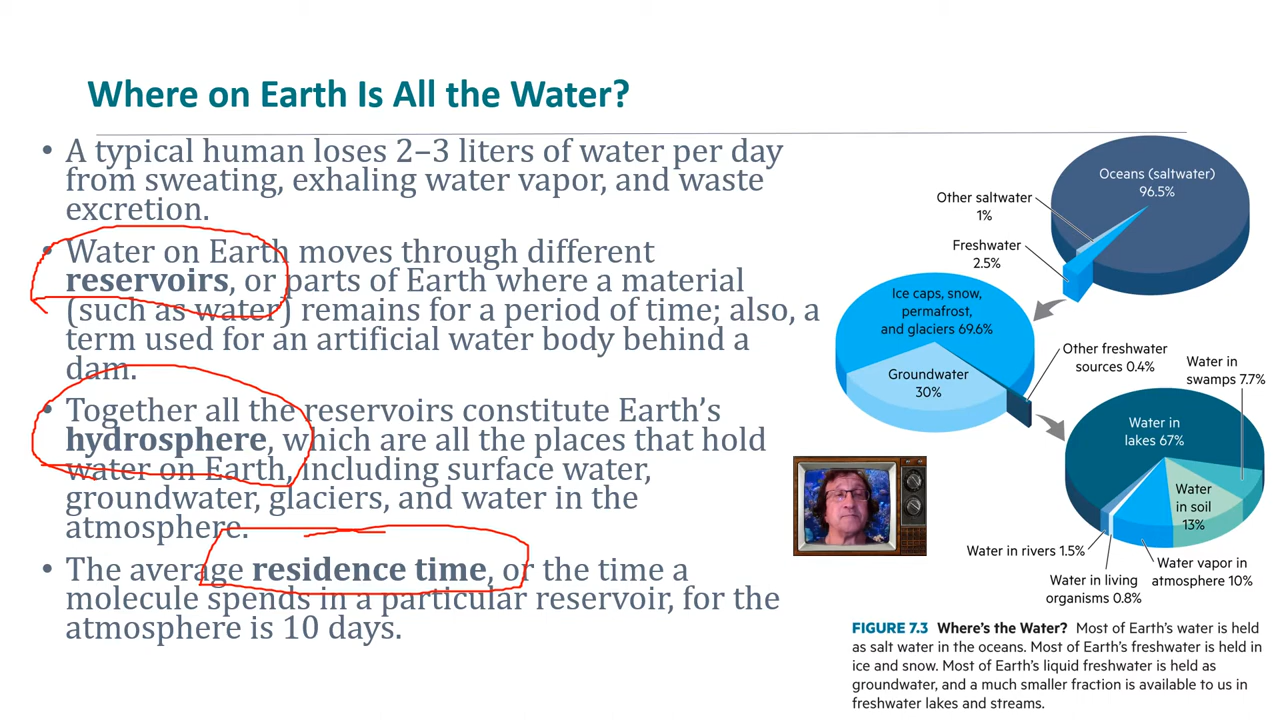 Where on Earth Is All the Water?
• A typical human loses 2–3 liters of water per day
from sweating, exhaling water vapor, and waste
excretion.
• Water on Earth moves through different
reservoirs, or parts of Earth where a material
(such as water) remains for a period of time; also, a
term used for an artificial water body behind a
dam.
• Together all the reservoirs constitute Earth's
hydrosphere, which are all the places that hold
water on Earth, including surface water,
groundwater, glaciers, and water in the
atmosphere.
• The average residence time, or the time a
molecule spends in a particular reservoir, for the
atmosphere is 10 days.
Oceans (saltwater)
96.5%
Other saltwater
1%
Freshwater
2.5%
Ice caps, snow,
permafrost,
and glaciers 69.6%
Groundwater
30%
Other freshwater
sources 0.4%
Water in
swamps 7.7%
Water in
lakes 67%
Water
in soil
13%
Water in rivers 1.5%
Water in living
organisms 0.8%
Water vapor in
atmosphere 10%
FIGURE 7.3 Where's the Water? Most of Earth's water is held
as salt water in the oceans. Most of Earth's freshwater is held in
ice and snow. Most of Earth's liquid freshwater is held as
groundwater, and a much smaller fraction is available to us in
freshwater lakes and streams.